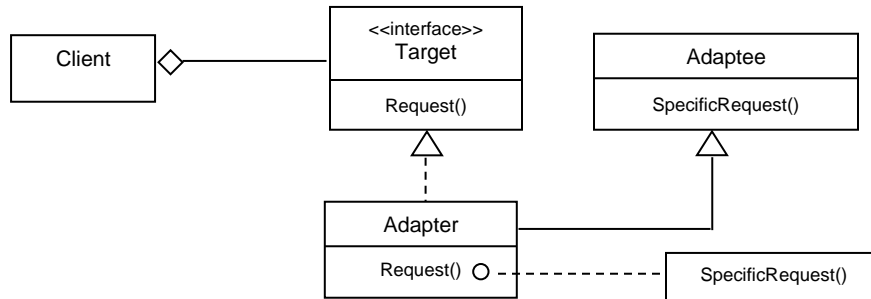 Client
<<interface>>
Target
Request()
Adaptee
SpecificRequest()
Adapter
Request()
SpecificRequest()